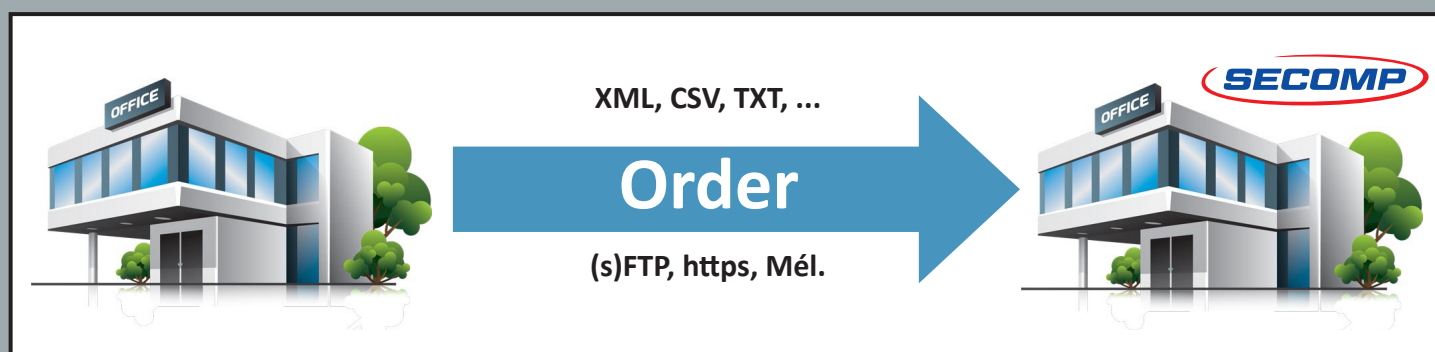 OFFICE
XML, CSV, TXT, ...
Order
(s)FTP, https, Mél.
SECOMP
OFFICE